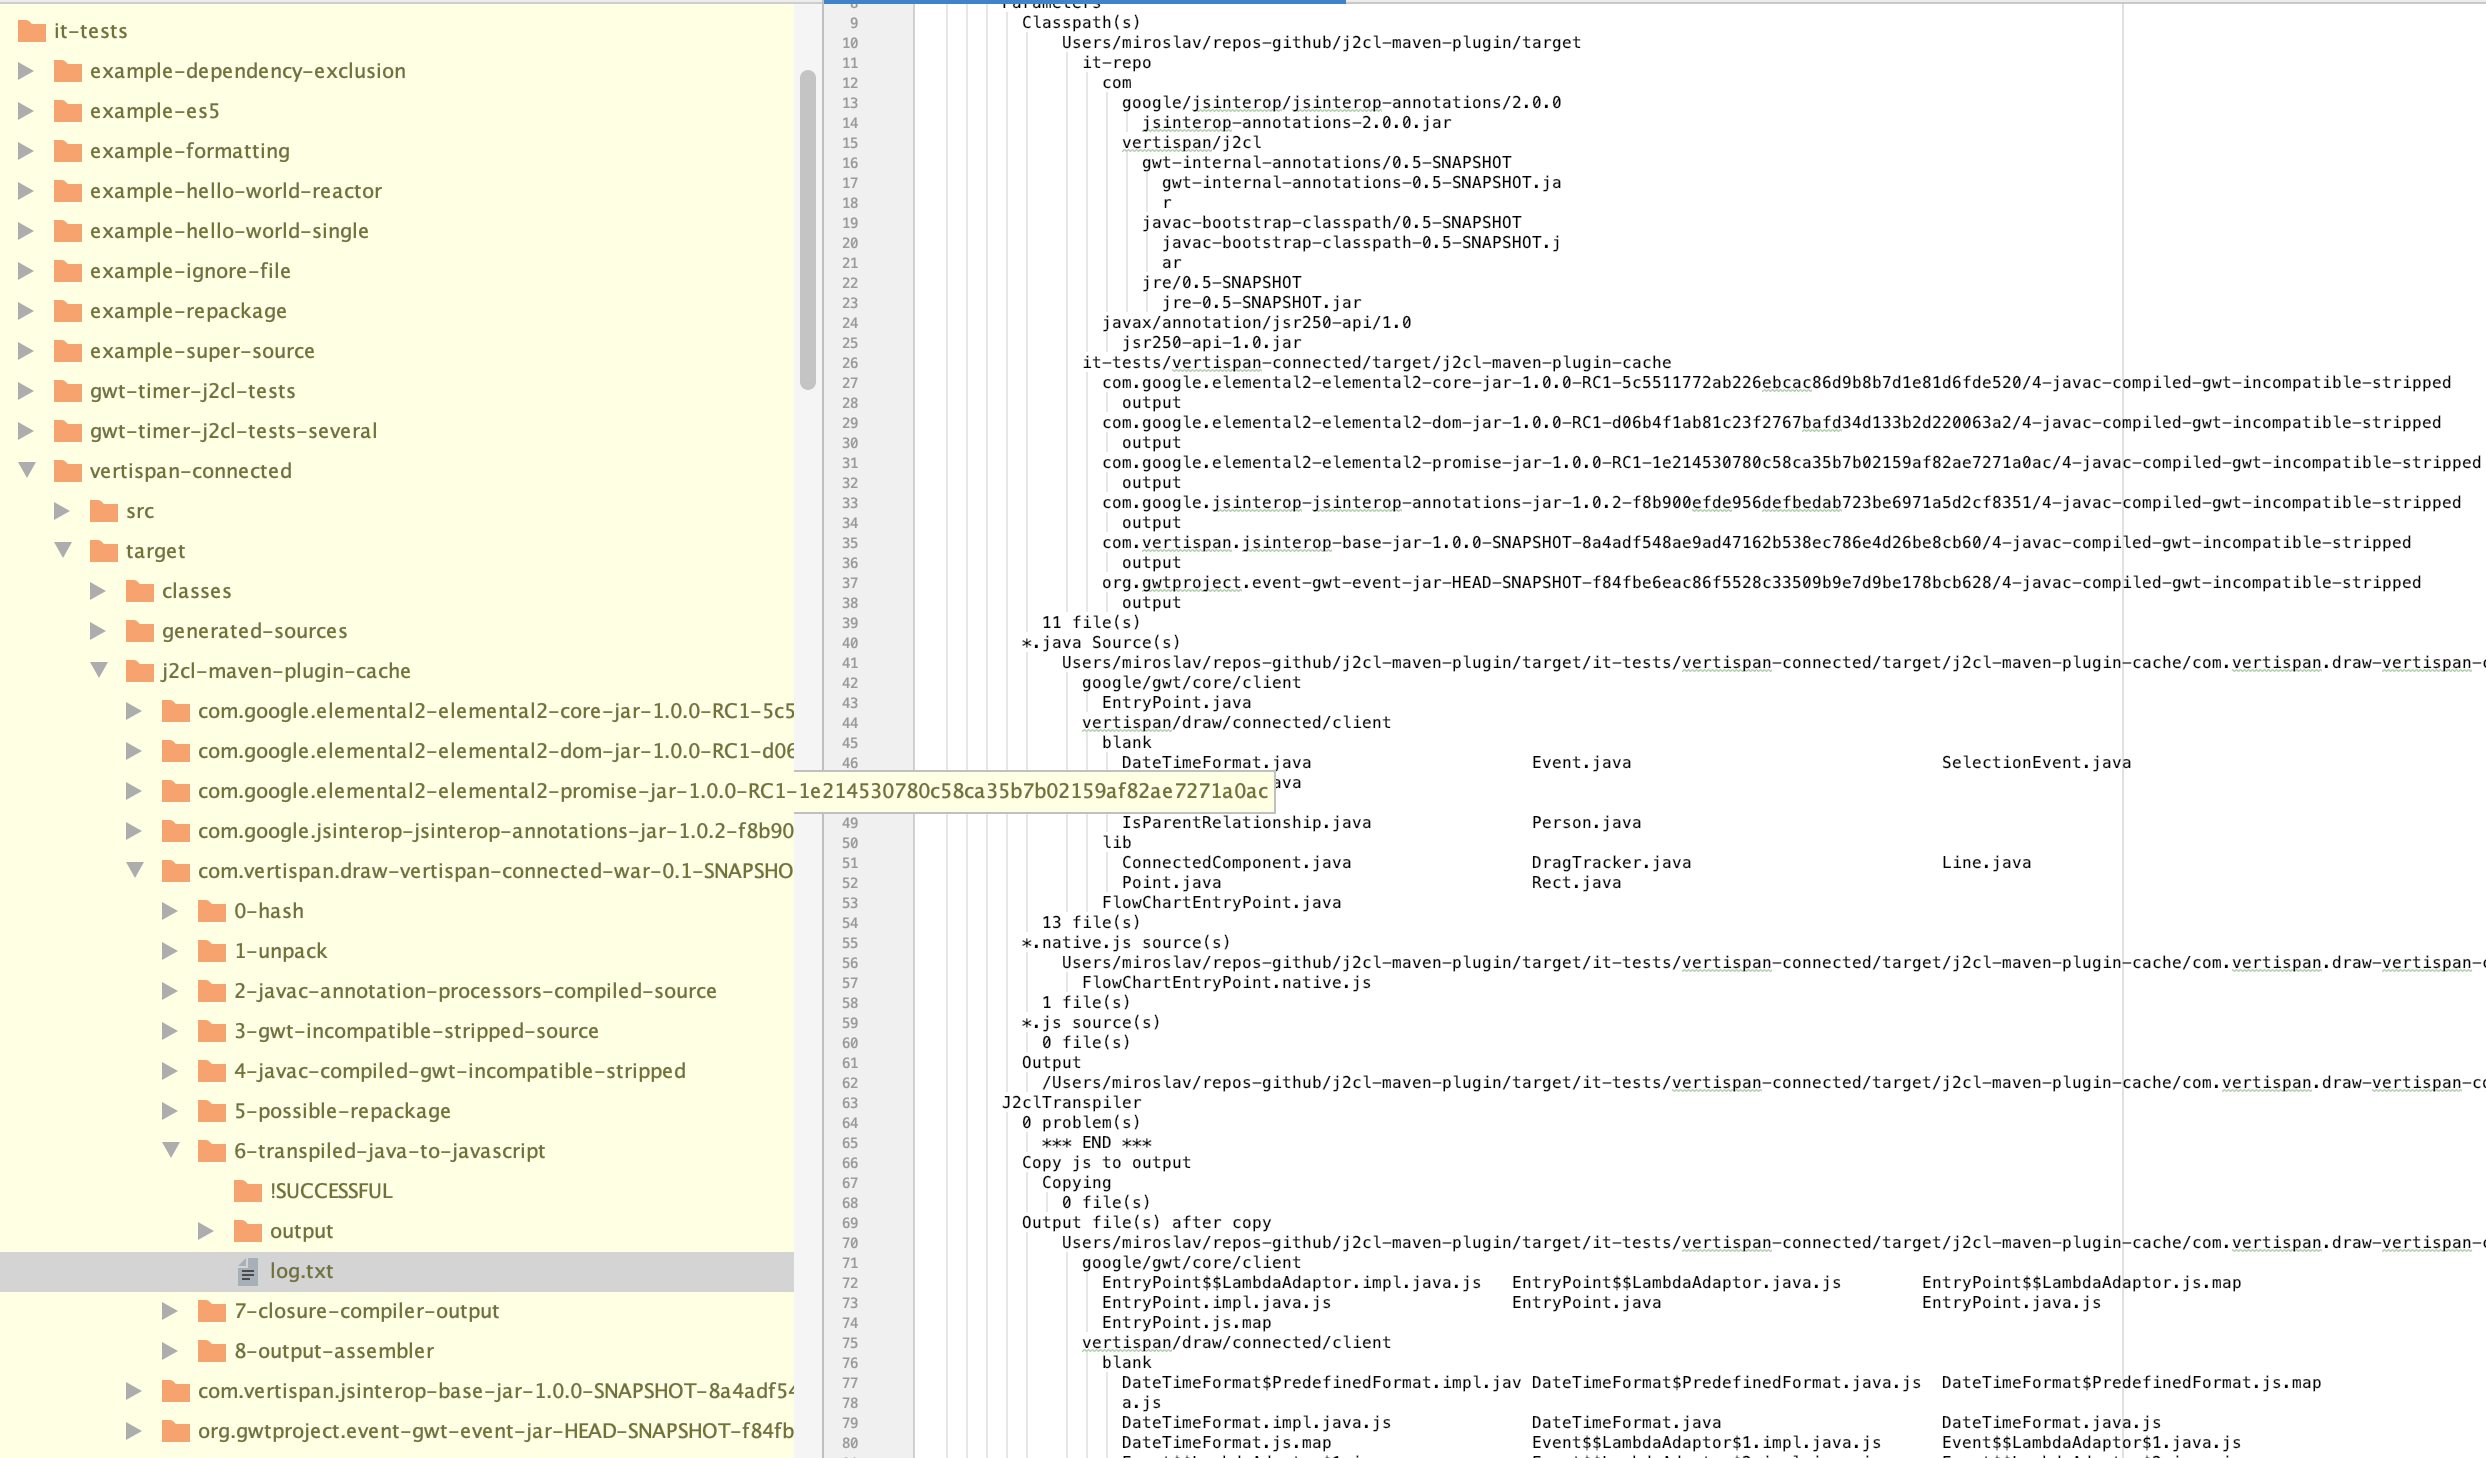 it-tests
example-dependency-exclusion
example-es5
example-formatting
example-hello-world-reactor
example-hello-world-single
example-ignore-file
example-repackage
example-super-source
gwt-timer-j2cl-tests
gwt-timer-j2cl-tests-several
vertispan-connected
src
target
classes
generated-sources
j2cl-maven-plugin-cache
com.google.elemental2-elemental2-core-jar-1.0.0-RC1-5c5
com.google.elemental2-elemental2-dom-jar-1.0.0-RC1-d06
com.google.elemental2-elemental2-promise-jar-1.0.0-RC1-1e214530780c58ca35b7b02159af82ae7271a0ac
com.google.jsinterop-jsinterop-annotations-jar-1.0.2-f8b90
com.vertispan.draw-vertispan-connected-war-0.1-SNAPSHO
0-hash
1-unpack
2-javac-annotation-processors-compiled-source
3-gwt-incompatible-stripped-source
4-javac-compiled-gwt-incompatible-stripped
5-possible-repackage
6-transpiled-java-to-javascript
!SUCCESSFUL
output
log.txt
7-closure-compiler-output
8-output-assembler
com.vertispan.jsinterop-base-jar-1.0.0-SNAPSHOT-8a4adf54
org.gwtproject.event-gwt-event-jar-HEAD-SNAPSHOT-f84fb
8 Parameters
9 Classpath(s)
10 Users/miroslav/repos-github/j2cl-maven-plugin/target
11 it-repo
12 com
13 google/jsinterop/jsinterop-annotations/2.0.0
14 jsinterop-annotations-2.0.0.jar
15 vertispan/j2cl
16 gwt-internal-annotations/0.5-SNAPSHOT
17 gwt-internal-annotations-0.5-SNAPSHOT.ja
18 r
19 javac-bootstrap-classpath/0.5-SNAPSHOT
20 javac-bootstrap-classpath-0.5-SNAPSHOT.j
21 ar
22 jre/0.5-SNAPSHOT
23 jre-0.5-SNAPSHOT.jar
24 javax/annotation/jsr250-api/1.0
25 jsr250-api-1.0.jar
26 it-tests/vertispan-connected/target/j2cl-maven-plugin-cache
27 com.google.elemental2-elemental2-core-jar-1.0.0-RC1-5c5511772ab226ebcac86d9b8b7d1e81d6fde520/4-javac-compiled-gwt-incompatible-stripped
28 output
29 com.google.elemental2-elemental2-dom-jar-1.0.0-RC1-d06b4f1ab81c23f2767bafd34d133b2d220063a2/4-javac-compiled-gwt-incompatible-stripped
30 output
31 com.google.elemental2-elemental2-promise-jar-1.0.0-RC1-1e214530780c58ca35b7b02159af82ae7271a0ac/4-javac-compiled-gwt-incompatible-stripped
32 output
33 com.google.jsinterop-jsinterop-annotations-jar-1.0.2-f8b900efde956defbedab723be6971a5d2cf8351/4-javac-compiled-gwt-incompatible-stripped
34 output
35 com.vertispan.jsinterop-base-jar-1.0.0-SNAPSHOT-8a4adf548ae9ad47162b538ec786e4d26be8cb60/4-javac-compiled-gwt-incompatible-stripped
36 output
37 org.gwtproject.event-gwt-event-jar-HEAD-SNAPSHOT-f84fbe6eac86f5528c33509b9e7d9be178bcb628/4-javac-compiled-gwt-incompatible-stripped
38 output
39 11 file(s)
40 *.java Source(s)
41 Users/miroslav/repos-github/j2cl-maven-plugin/target/it-tests/vertispan-connected/target/j2cl-maven-plugin-cache/com.vertispan.draw-vertispan-c
42 google/gwt/core/client
43 EntryPoint.java
44 vertispan/draw/connected/client
45 blank
46 DateTimeFormat.java Event.java SelectionEvent.java
ava
49 IsParentRelationship.java Person.java
50 lib
51 ConnectedComponent.java DragTracker.java Line.java
52 Point.java Rect.java
53 FlowChartEntryPoint.java
54 13 file(s)
55 *.native.js source(s)
56 Users/miroslav/repos-github/j2cl-maven-plugin/target/it-tests/vertispan-connected/target/j2cl-maven-plugin-cache/com.vertispan.draw-vertispan-c
57 FlowChartEntryPoint.native.js
58 1 file(s)
59 *.js source(s)
60 0 file(s)
61 Output
62 /Users/miroslav/repos-github/j2cl-maven-plugin/target/it-tests/vertispan-connected/target/j2cl-maven-plugin-cache/com.vertispan.draw-vertispan-co
63 J2clTranspiler
64 0 problem(s)
65 *** END ***
66 Copy js to output
67 Copying
68 0 file(s)
69 Output file(s) after copy
70 Users/miroslav/repos-github/j2cl-maven-plugin/target/it-tests/vertispan-connected/target/j2cl-maven-plugin-cache/com.vertispan.draw-vertispan-c
71 google/gwt/core/client
72 EntryPoint$$LambdaAdaptor.impl.java.js EntryPoint$$LambdaAdaptor.java.js EntryPoint$$LambdaAdaptor.js.map
73 EntryPoint.impl.java.js EntryPoint.java EntryPoint.java.js
74 EntryPoint.js.map
75 vertispan/draw/connected/client
76 blank
77 DateTimeFormat$PredefinedFormat.impl.jav DateTimeFormat$PredefinedFormat.java.js DateTimeFormat$PredefinedFormat.js.map
78 a.js
79 DateTimeFormat.impl.java.js DateTimeFormat.java DateTimeFormat.java.js
80 DateTimeFormat.js.map Event$$LambdaAdaptor$1.impl.java.js Event$$LambdaAdaptor$1.java.js